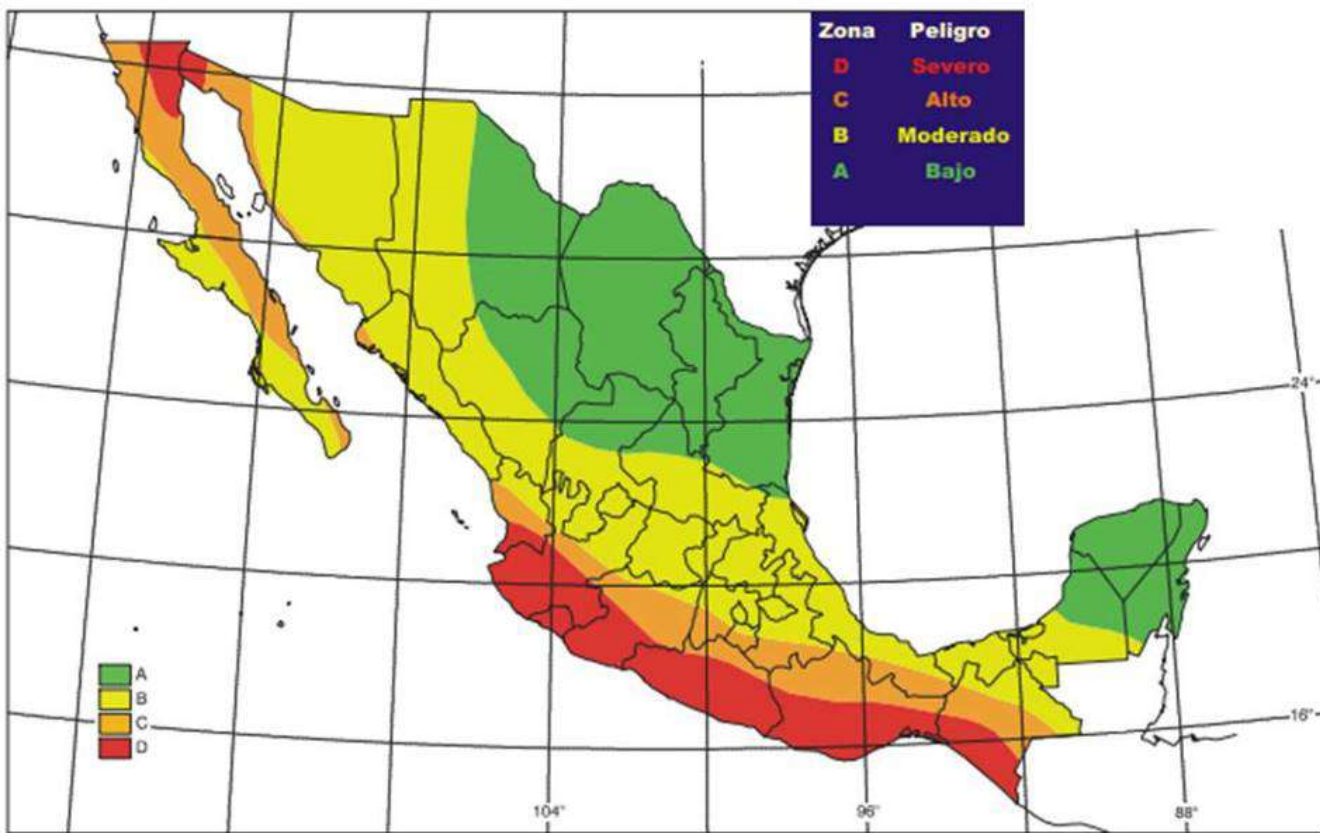 Zona Peligro
D Severo
C Alto
B Moderado
A Bajo
24°
A
B
C
D
16°
104°
96°
88°